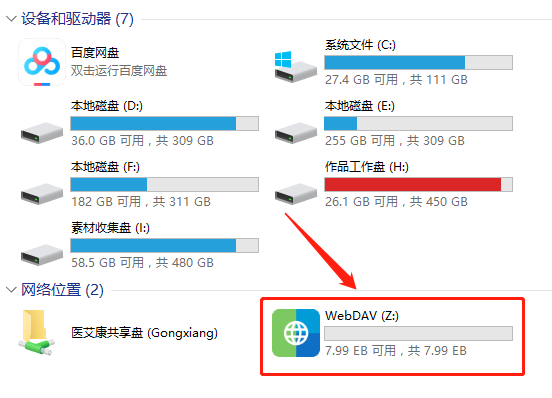 设备和驱动器 (7)
百度网盘
双击运行百度网盘
系统文件 (C:)
27.4 GB 可用，共 111 GB
本地磁盘 (D:)
36.0 GB 可用，共 309 GB
本地磁盘 (E:)
255 GB 可用，共 309 GB
本地磁盘 (F:)
182 GB 可用，共 311 GB
作品工作盘 (H:)
26.1 GB 可用，共 450 GB
素材收集盘 (I:)
58.5 GB 可用，共 480 GB
网络位置 (2)
医艾康共享盘 (Gongxiang)
WebDAV (Z:)
7.99 EB 可用，共 7.99 EB